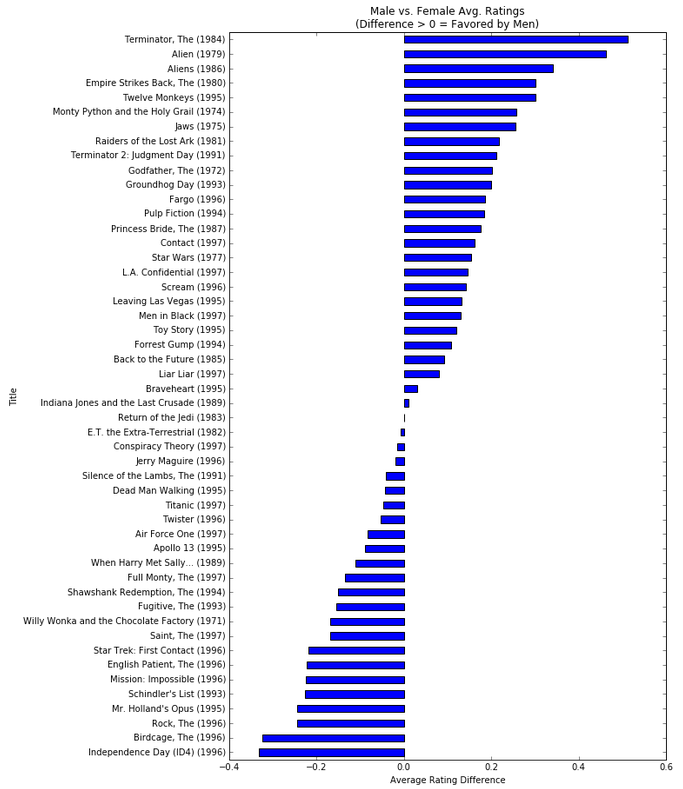 Male vs. Female Avg. Ratings
(Difference > 0 = Favored by Men)
Terminator, The (1984)
Alien (1979)
Aliens (1986)
Empire Strikes Back, The (1980)
Twelve Monkeys (1995)
Monty Python and the Holy Grail (1974)
Jaws (1975)
Raiders of the Lost Ark (1981)
Terminator 2: Judgment Day (1991)
Godfather, The (1972)
Groundhog Day (1993)
Fargo (1996)
Pulp Fiction (1994)
Princess Bride, The (1987)
Contact (1997)
Star Wars (1977)
L.A. Confidential (1997)
Scream (1996)
Leaving Las Vegas (1995)
Men in Black (1997)
Toy Story (1995)
Forrest Gump (1994)
Back to the Future (1985)
Liar Liar (1997)
Braveheart (1995)
Indiana Jones and the Last Crusade (1989)
Return of the Jedi (1983)
E.T. the Extra-Terrestrial (1982)
Conspiracy Theory (1997)
Jerry Maguire (1996)
Silence of the Lambs, The (1991)
Dead Man Walking (1995)
Titanic (1997)
Twister (1996)
Air Force One (1997)
Apollo 13 (1995)
When Harry Met Sally... (1989)
Full Monty, The (1997)
Shawshank Redemption, The (1994)
Fugitive, The (1993)
Willy Wonka and the Chocolate Factory (1971)
Saint, The (1997)
Star Trek: First Contact (1996)
English Patient, The (1996)
Mission: Impossible (1996)
Schindler's List (1993)
Mr. Holland's Opus (1995)
Rock, The (1996)
Birdcage, The (1996)
Independence Day (ID4) (1996)
Title
−0.4 −0.2 0.0 0.2 0.4 0.6
Average Rating Difference